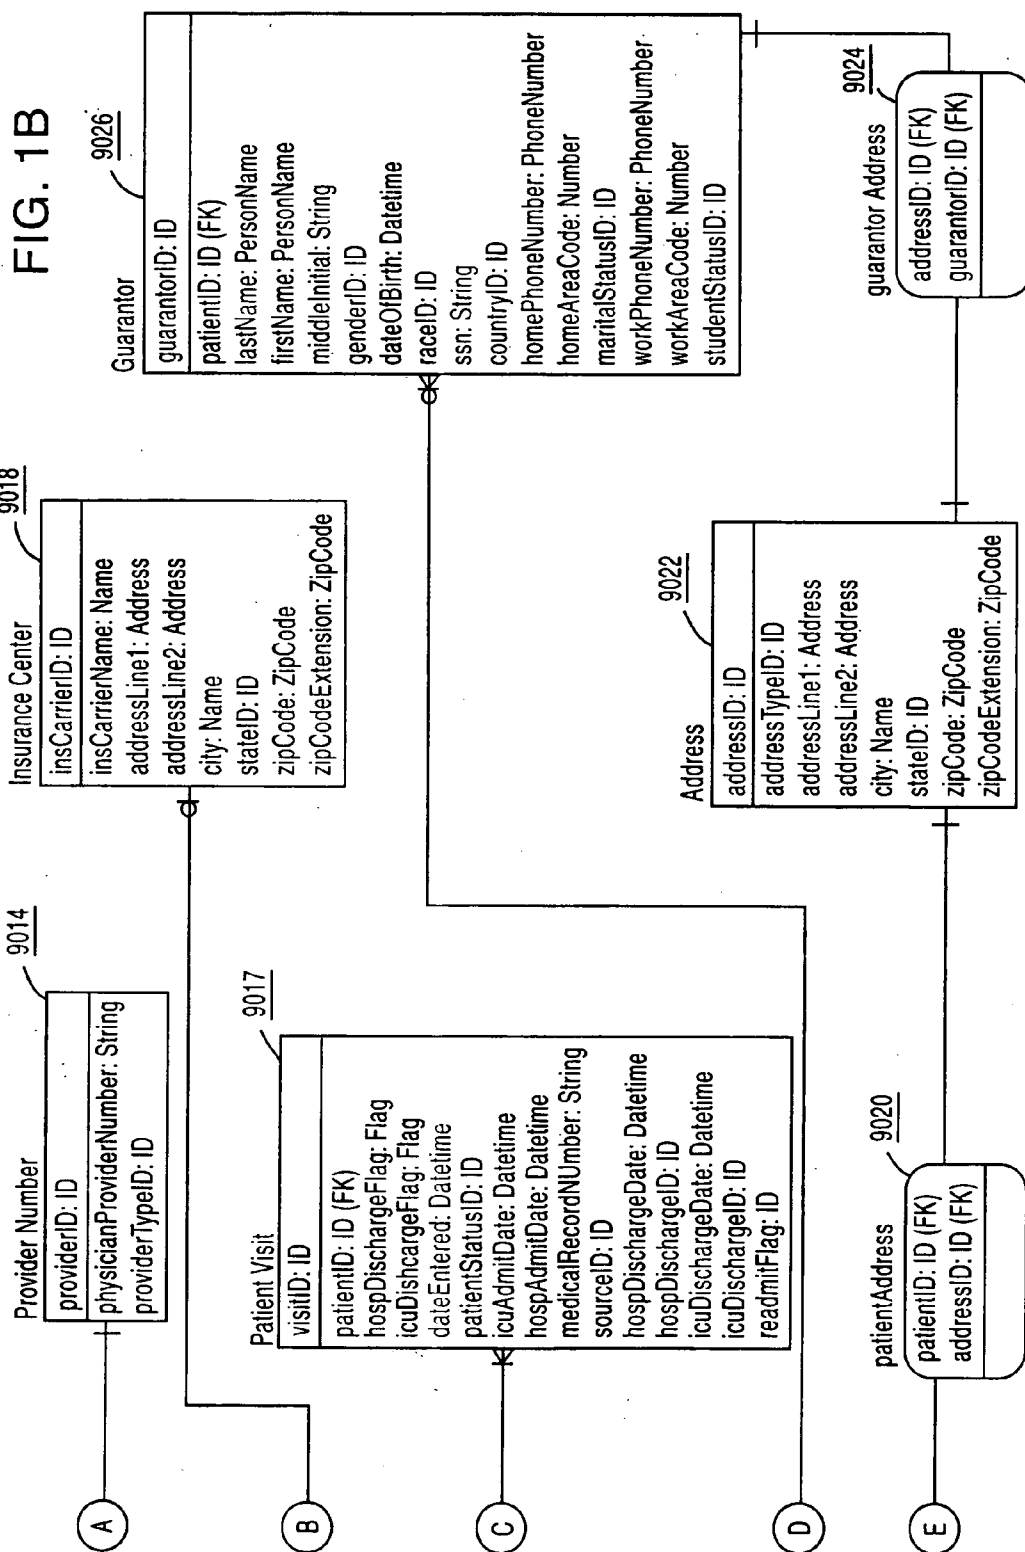 FIG. 1B
Provider Number
9014
providerID: ID
physicianProviderNumber: String
providerTypeID: ID
Insurance Center
9018
insCarrierID: ID
insCarrierName: Name
addressLine1: Address
addressLine2: Address
city: Name
stateID: ID
zipCode: ZipCode
zipCodeExtension: ZipCode
Guarantor
9026
guarantorID: ID
patientID: ID (FK)
lastName: PersonName
firstName: PersonName
middleInitial: String
genderID: ID
dateOfBirth: Datetime
raceID: ID
ssn: String
countryID: ID
homePhoneNumber: PhoneNumber
homeAreaCode: Number
maritalStatusID: ID
workPhoneNumber: PhoneNumber
workAreaCode: Number
studentStatusID: ID
Patient Visit
9017
visitID: ID
patientID: ID (FK)
hospDischargeFlag: Flag
icuDishcargeFlag: Flag
dateEntered: Datetime
patientStatusID: ID
icuAdmitDate: Datetime
hospAdmitDate: Datetime
medicalRecordNUmber: String
sourceID: ID
hospDischargeDate: Datetime
hospDischargeID: ID
icuDischargeDate: Datetime
icuDischargeID: ID
readmitFlag: ID
Address
9022
addressID: ID
addressTypeID: ID
addressLine1: Address
addressLine2: Address
city: Name
stateID: ID
zipCode: ZipCode
zipCodeExtension: ZipCode
patientAddress
9020
patientID: ID (FK)
addressID: ID (FK)
guarantor Address
9024
addressID: ID (FK)
guarantorID: ID (FK)
A
B
C
D
E